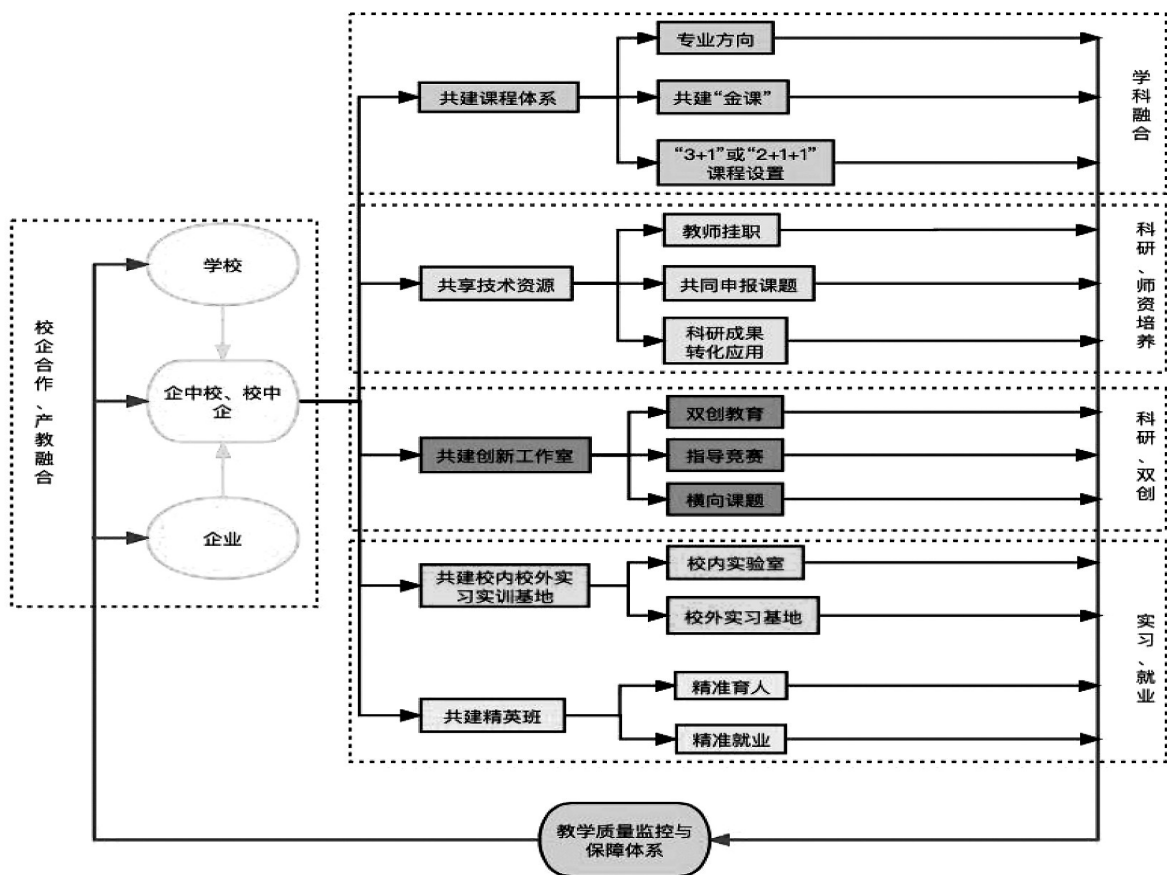 校企合作、产教融合
学校
企中校、校中
企
企业
共建课程体系
专业方向
共建“金课”
“3+1”或“2+1+1”
课程设置
学科融合
共享技术资源
教师挂职
共同申报课题
科研成果
转化应用
科研、师资培养
共建创新工作室
双创教育
指导竞赛
横向课题
科研、双创
共建校内校外实
习实训基地
校内实验室
校外实习基地
共建精英班
精准育人
精准就业
实习、就业
教学质量监控与
保障体系